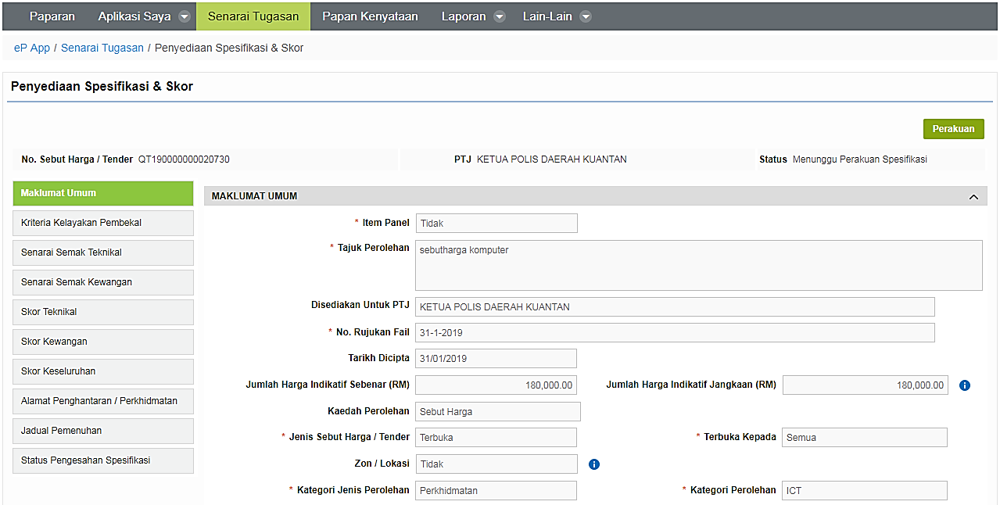 Paparan Aplikasi Saya Senarai Tugasan Papan Kenyataan Laporan Lain-Lain
eP App / Senarai Tugasan / Penyediaan Spesifikasi & Skor
Penyediaan Spesifikasi & Skor
Perakuan
No. Sebut Harga / Tender QT190000000020730 PTJ KETUA POLIS DAERAH KUANTAN Status Menunggu Perakuan Spesifikasi
Maklumat Umum
Kriteria Kelayakan Pembekal
Senarai Semak Teknikal
Senarai Semak Kewangan
Skor Teknikal
Skor Kewangan
Skor Keseluruhan
Alamat Penghantaran / Perkhidmatan
Jadual Pemenuhan
Status Pengesahan Spesifikasi
MAKLUMAT UMUM
* Item Panel Tidak
* Tajuk Perolehan sebutharga komputer
Disediakan Untuk PTJ KETUA POLIS DAERAH KUANTAN
* No. Rujukan Fail 31-1-2019
Tarikh Dicipta 31/01/2019
Jumlah Harga Indikatif Sebenar (RM) 180,000.00 Jumlah Harga Indikatif Jangkaan (RM) 180,000.00
Kaedah Perolehan Sebut Harga
* Jenis Sebut Harga / Tender Terbuka * Terbuka Kepada Semua
Zon / Lokasi Tidak
* Kategori Jenis Perolehan Perkhidmatan * Kategori Perolehan ICT